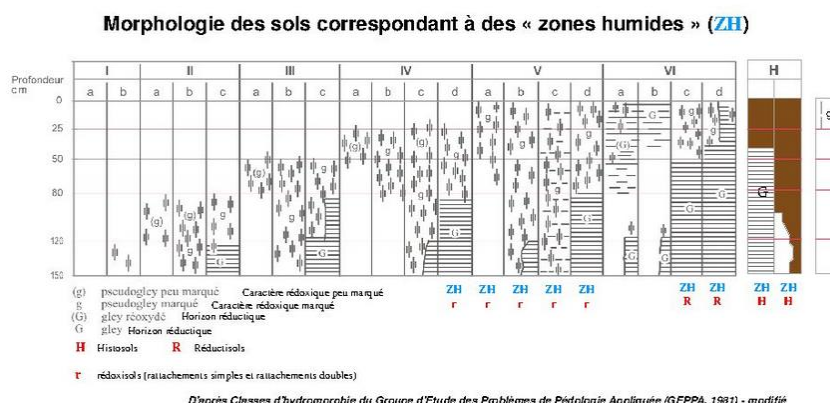 Morphologie des sols correspondant à des « zones humides » (ZH)
I II III IV V VI H
Profondeur
cm
a b a b c a b c a b c d a b c d a b c d
0
25
50
80
120
150
(g) g g (g) g g (g) g (g) g g g g g g (G) G g g
G G G G G G G G G
(g) pseudogley peu marqué Caractère rédoxique peu marqué
g pseudogley marqué Caractère rédoxique marqué
(G) gley réoxydé Horizon réductique
G gley Horizon réductique
ZH ZH ZH ZH ZH ZH ZH ZH ZH
r r r r r R R H H
H Histosols R Réductisols
r rédoxisols (rattachements simples et rattachements doubles)
D'après Classes d'hydromorphie du Groupe d'Etude des Problèmes de Pédologie Appliquée (GEPPA, 1981) - modifié